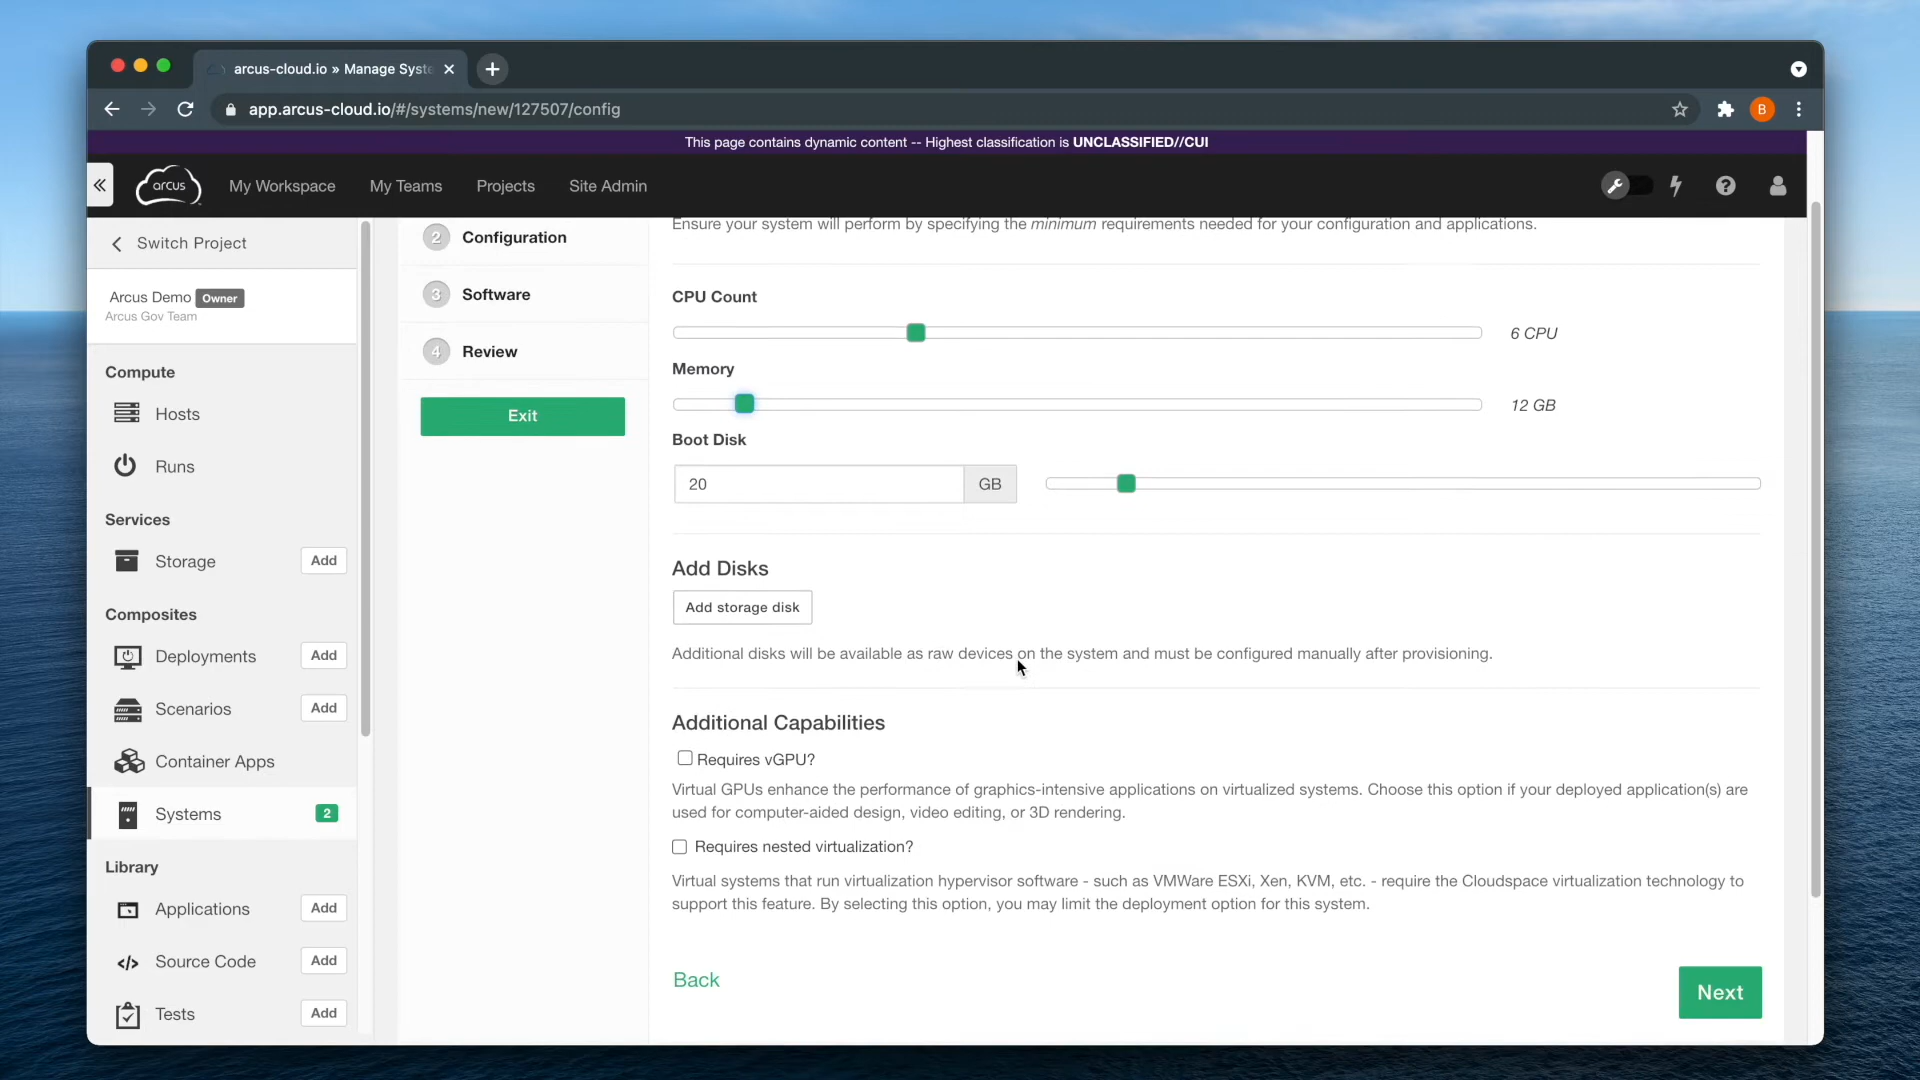 arcus-cloud.io » Manage Syste
app.arcus-cloud.io/#/systems/new/127507/config
B
This page contains dynamic content -- Highest classification is UNCLASSIFIED//CUI
arcus
My Workspace
My Teams
Projects
Site Admin
Switch Project
Arcus Demo Owner
Arcus Gov Team
Compute
Hosts
Runs
Services
Storage Add
Composites
Deployments Add
Scenarios Add
Container Apps
Systems 2
Library
Applications Add
Source Code Add
Tests Add
2 Configuration
3 Software
4 Review
Exit
Ensure your system will perform by specifying the minimum requirements needed for your configuration and applications.
CPU Count
6 CPU
Memory
12 GB
Boot Disk
20 GB
Add Disks
Add storage disk
Additional disks will be available as raw devices on the system and must be configured manually after provisioning.
Additional Capabilities
Requires vGPU?
Virtual GPUs enhance the performance of graphics-intensive applications on virtualized systems. Choose this option if your deployed application(s) are
used for computer-aided design, video editing, or 3D rendering.
Requires nested virtualization?
Virtual systems that run virtualization hypervisor software - such as VMWare ESXi, Xen, KVM, etc. - require the Cloudspace virtualization technology to
support this feature. By selecting this option, you may limit the deployment option for this system.
Back
Next